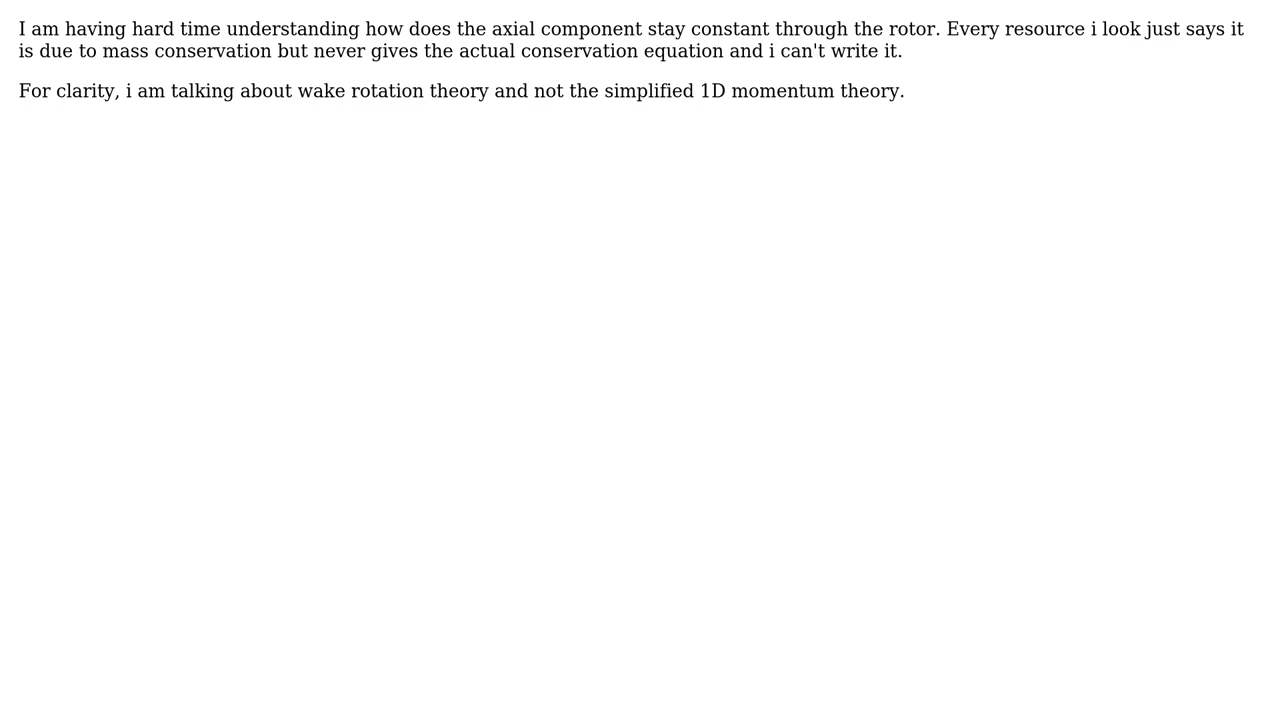 I am having hard time understanding how does the axial component stay constant through the rotor. Every resource i look just says it
is due to mass conservation but never gives the actual conservation equation and i can't write it.
For clarity, i am talking about wake rotation theory and not the simplified 1D momentum theory.